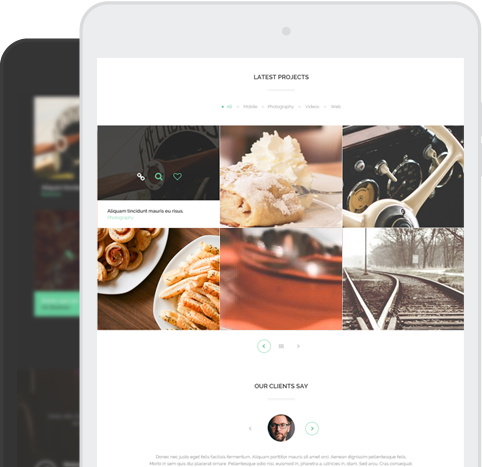 LATEST PROJECTS
All Mobile Photography Videos Web
Aliquam tincidunt mauris eu risus.
Photography
OUR CLIENTS SAY
Donec nec justo eget felis facilisis fermentum. Aliquam porttitor mauris sit amet orci. Aenean dignissim pellentesque felis.
Morbi in sem quis dui placerat ornare. Pellentesque odio nisi, euismod in, pharetra a, ultricies in, diam. Sed arcu. Cras consequat